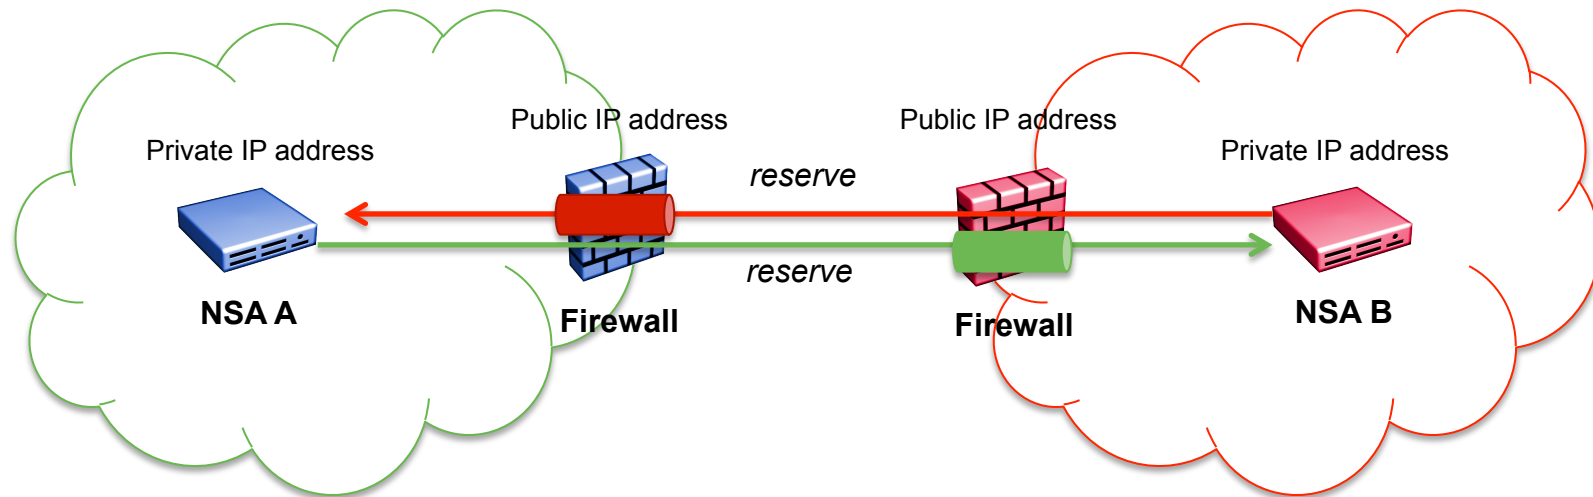 Public IP address
Public IP address
Private IP address
reserve
Private IP address
reserve
NSA A
Firewall
Firewall
NSA B